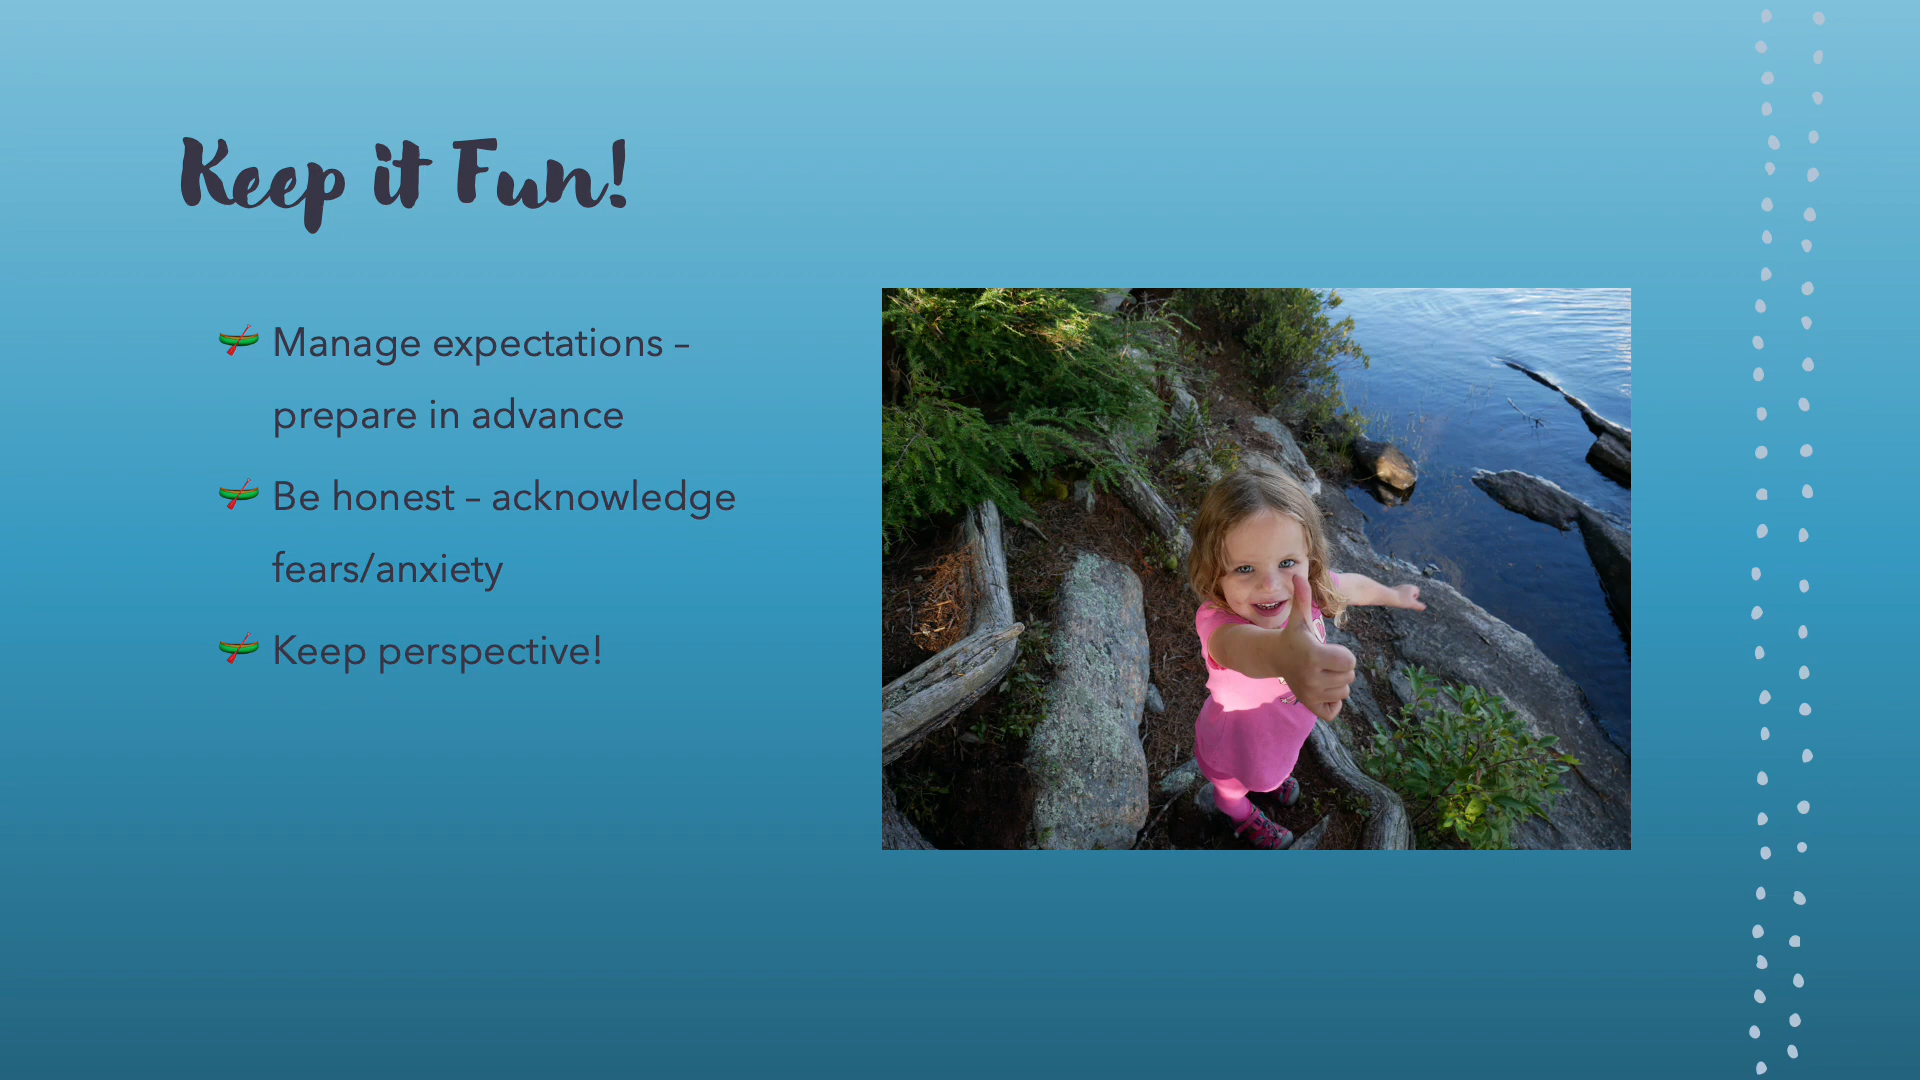 Keep it Fun!
Manage expectations –
prepare in advance
Be honest – acknowledge
fears/anxiety
Keep perspective!